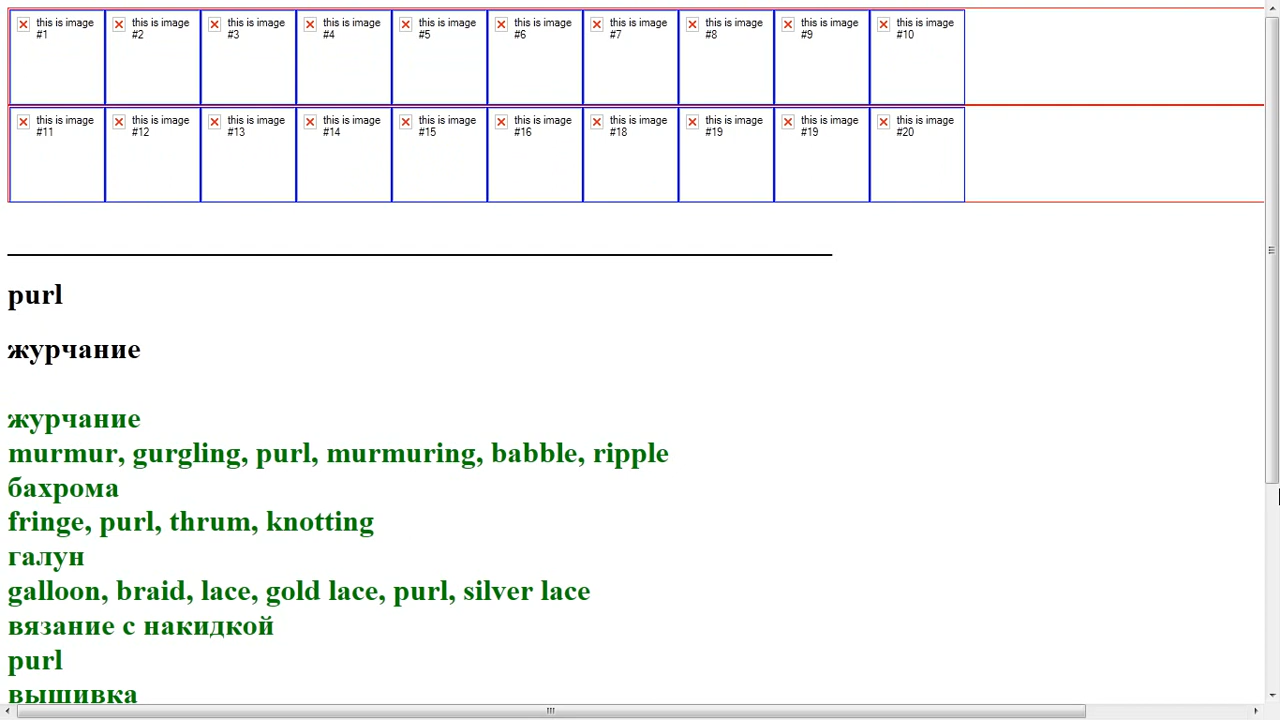 this is image #1 this is image #2 this is image #3 this is image #4 this is image #5 this is image #6 this is image #7 this is image #8 this is image #9 this is image #10
this is image #11 this is image #12 this is image #13 this is image #14 this is image #15 this is image #16 this is image #18 this is image #19 this is image #19 this is image #20
purl
журчание
журчание
murmur, gurgling, purl, murmuring, babble, ripple
бахрома
fringe, purl, thrum, knotting
галун
galloon, braid, lace, gold lace, purl, silver lace
вязание с накидкой
purl
вышивка